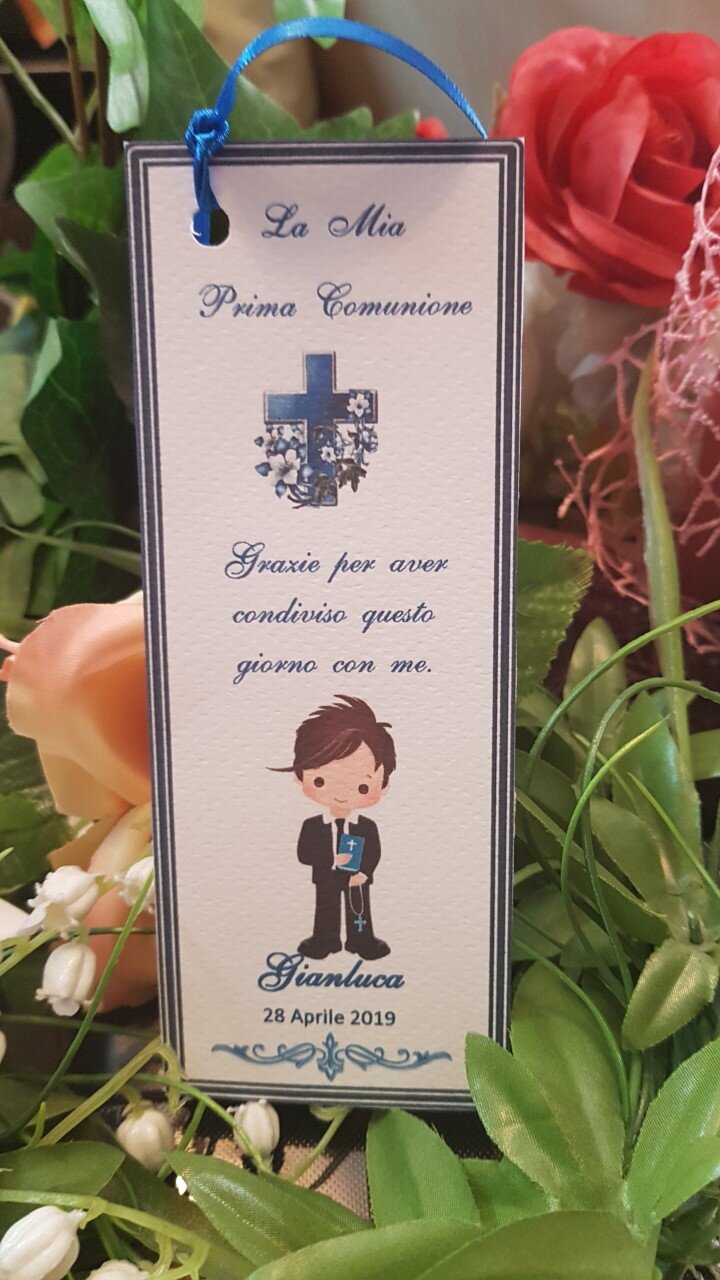 La Mia
Prima Comunione
Grazie per aver
condiviso questo
giorno con me.
Gianluca
28 Aprile 2019